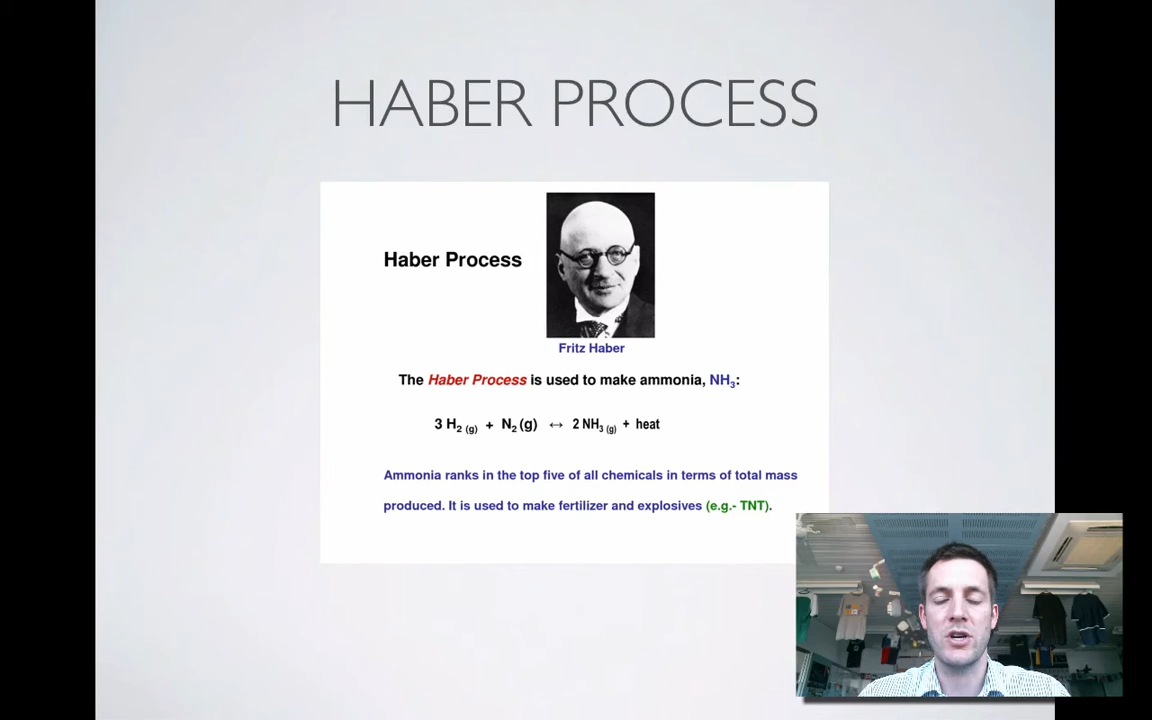 HABER PROCESS
Haber Process
Fritz Haber
The Haber Process is used to make ammonia, NH₃:
3 H₂ (g) + N₂ (g) ↔ 2 NH₃ (g) + heat
Ammonia ranks in the top five of all chemicals in terms of total mass
produced. It is used to make fertilizer and explosives (e.g.- TNT).